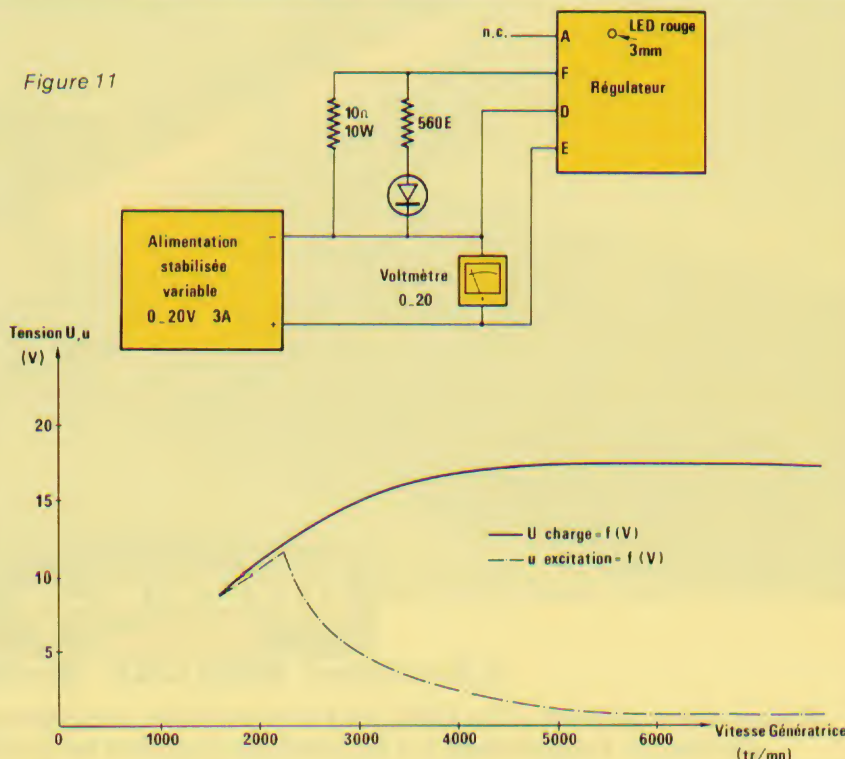 Figure 11
n.c.
A
LED rouge
3mm
F
Régulateur
D
E
10Ω
10W
560E
Alimentation
stabilisée
variable
0_20V 3A
-
+
Voltmètre
0_20
Tension U,u
(V)
20
15
10
5
U charge = f (V)
u excitation = f (V)
0
1000
2000
3000
4000
5000
6000
Vitesse Génératrice
(tr/mn)